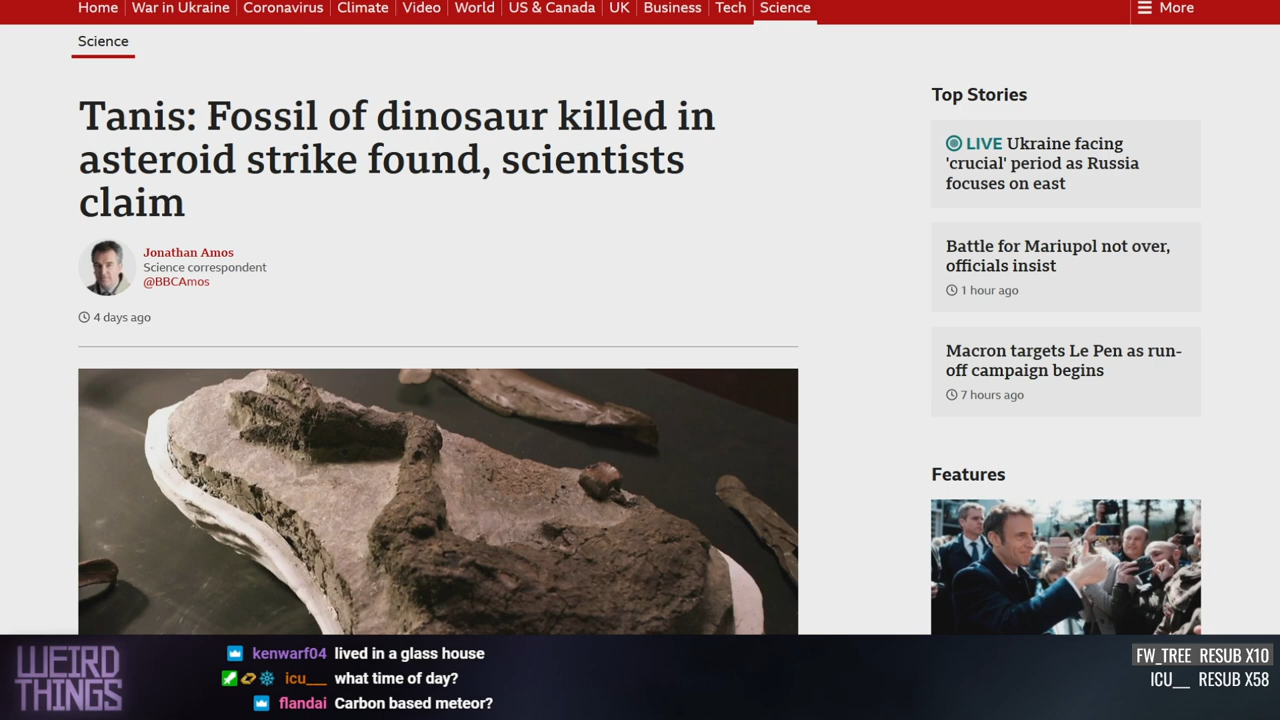 Home War in Ukraine Coronavirus Climate Video World US & Canada UK Business Tech Science More
Science
Tanis: Fossil of dinosaur killed in
asteroid strike found, scientists
claim
Jonathan Amos
Science correspondent
@BBCAmos
4 days ago
Top Stories
LIVE Ukraine facing
'crucial' period as Russia
focuses on east
Battle for Mariupol not over,
officials insist
1 hour ago
Macron targets Le Pen as run-
off campaign begins
7 hours ago
Features
WEIRD
THINGS
kenwarf04 lived in a glass house
icu___ what time of day?
flandai Carbon based meteor?
FW_TREE RESUB X10
ICU___ RESUB X58